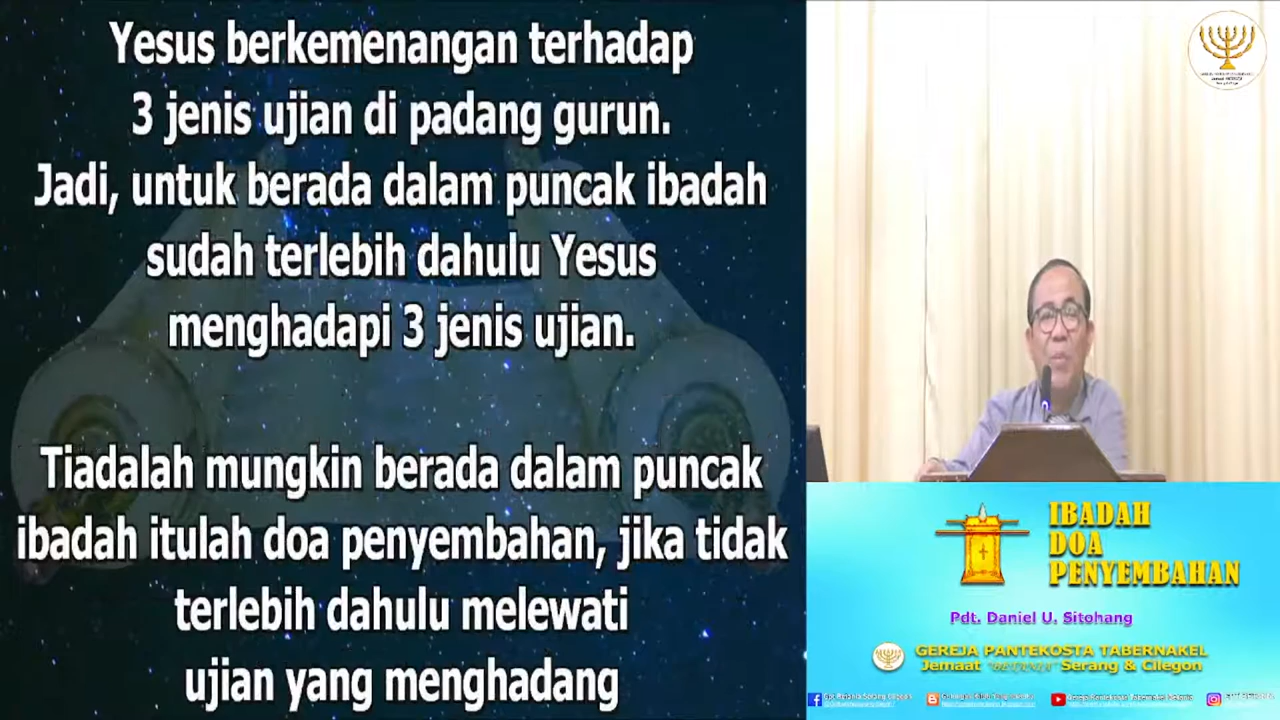 Yesus berkemenangan terhadap
3 jenis ujian di padang gurun.
Jadi, untuk berada dalam puncak ibadah
sudah terlebih dahulu Yesus
menghadapi 3 jenis ujian.
Tiadalah mungkin berada dalam puncak
ibadah itulah doa penyembahan, jika tidak
terlebih dahulu melewati
ujian yang menghadang
IBADAH
DOA
PENYEMBAHAN
Pdt. Daniel U. Sitohang
GEREJA PANTEKOSTA TABERNAKEL
Jemaat "BETANIA" Serang & Cilegon